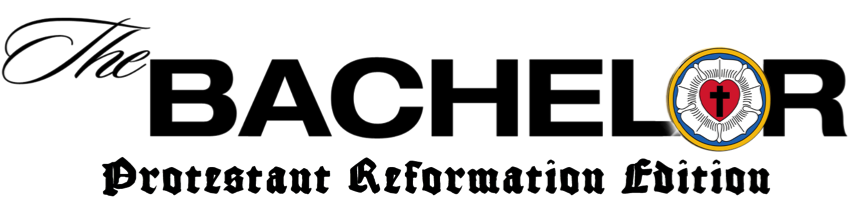 The
BACHELOR
Protestant Reformation Edition